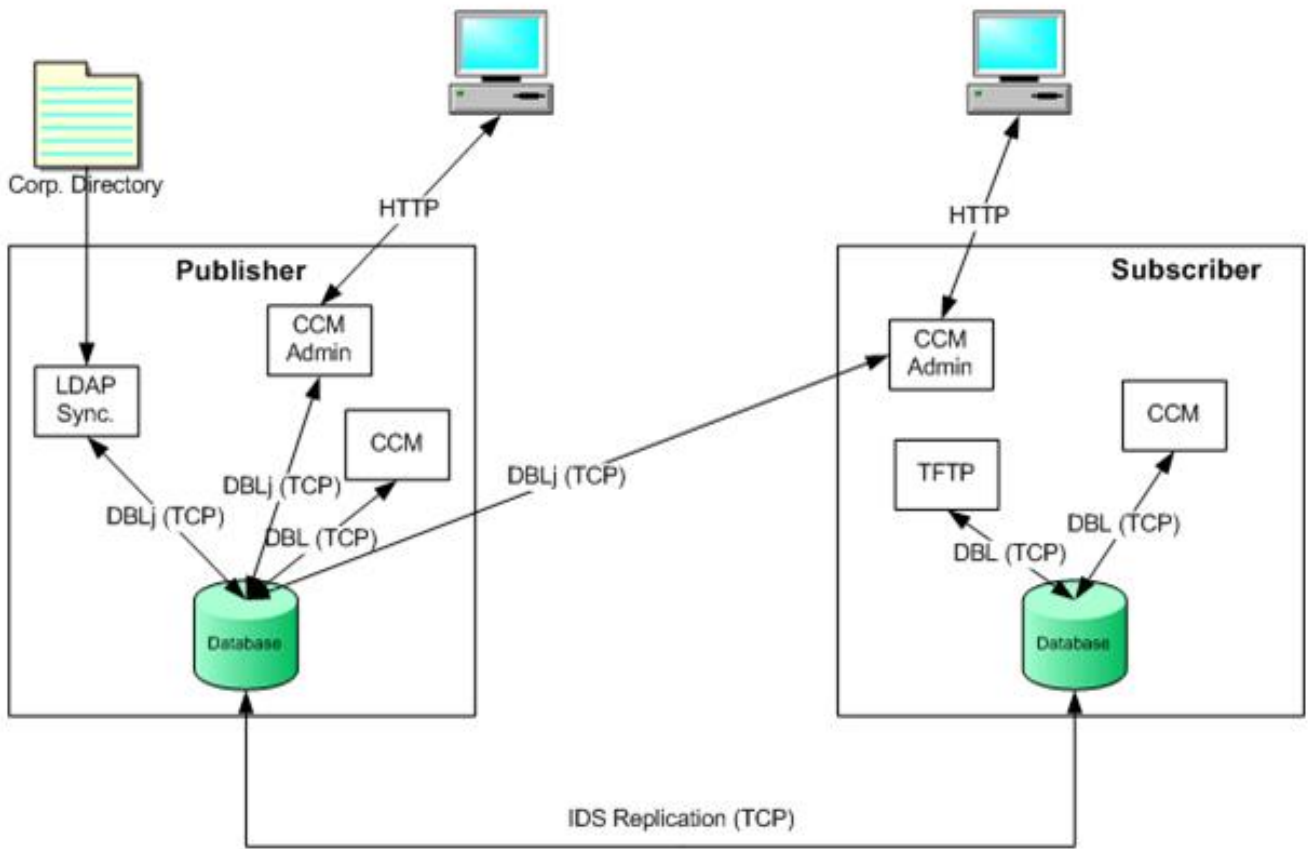 Corp. Directory
HTTP
HTTP
Publisher
Subscriber
CCM
Admin
CCM
Admin
LDAP
Sync.
CCM
CCM
TFTP
DBLj (TCP)
DBLj (TCP)
DBLj (TCP)
DBL (TCP)
DBL (TCP)
DBL (TCP)
Database
Database
IDS Replication (TCP)